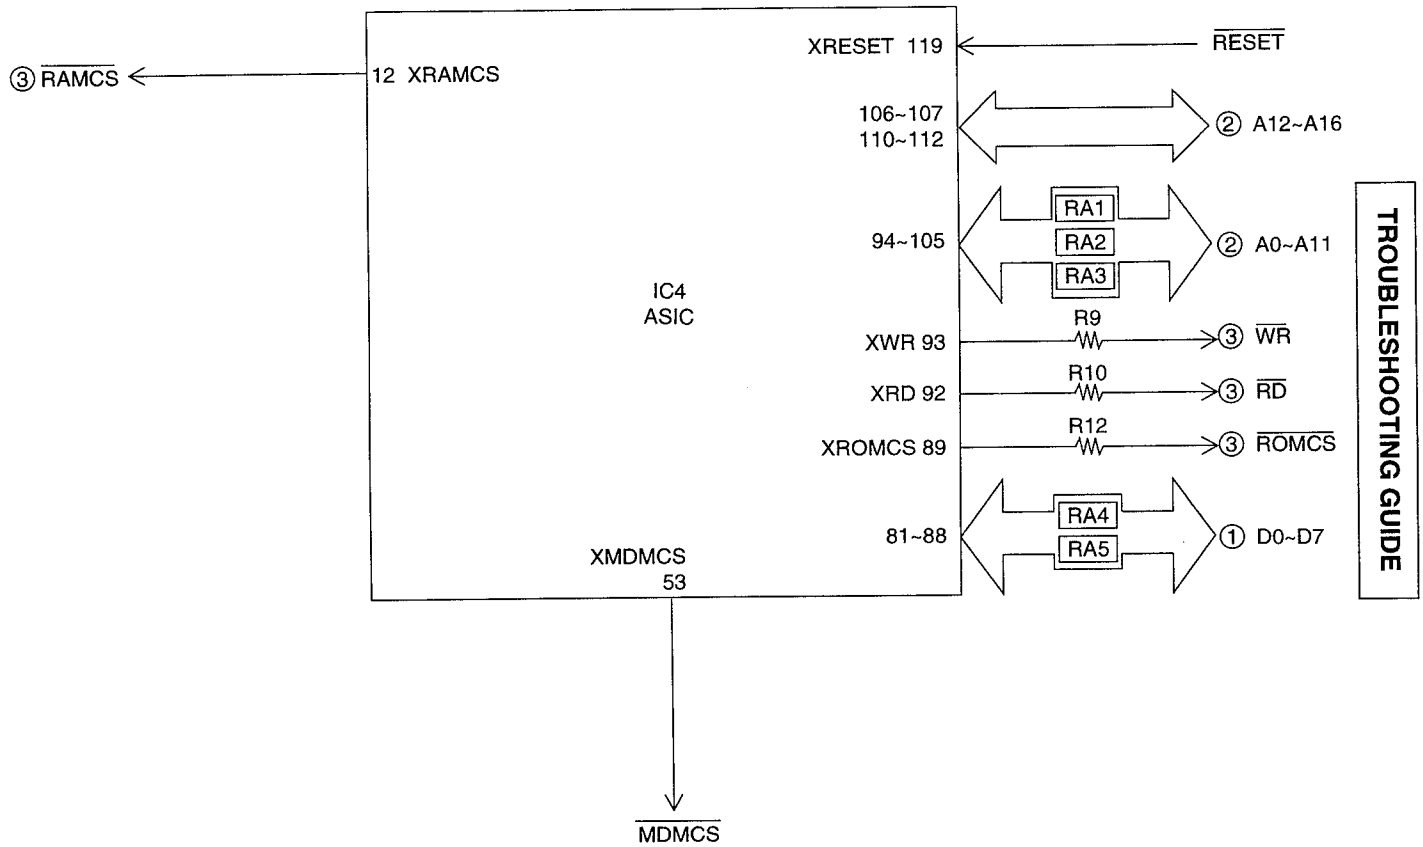 XRESET 119
RESET
③ RAMCS
12 XRAMCS
106~107
110~112
② A12~A16
RA1
94~105
RA2
② A0~A11
RA3
IC4
ASIC
R9
XWR 93
③ WR
R10
XRD 92
③ RD
R12
XROMCS 89
③ ROMCS
RA4
81~88
① D0~D7
RA5
XMDMCS
53
MDMCS
TROUBLESHOOTING GUIDE